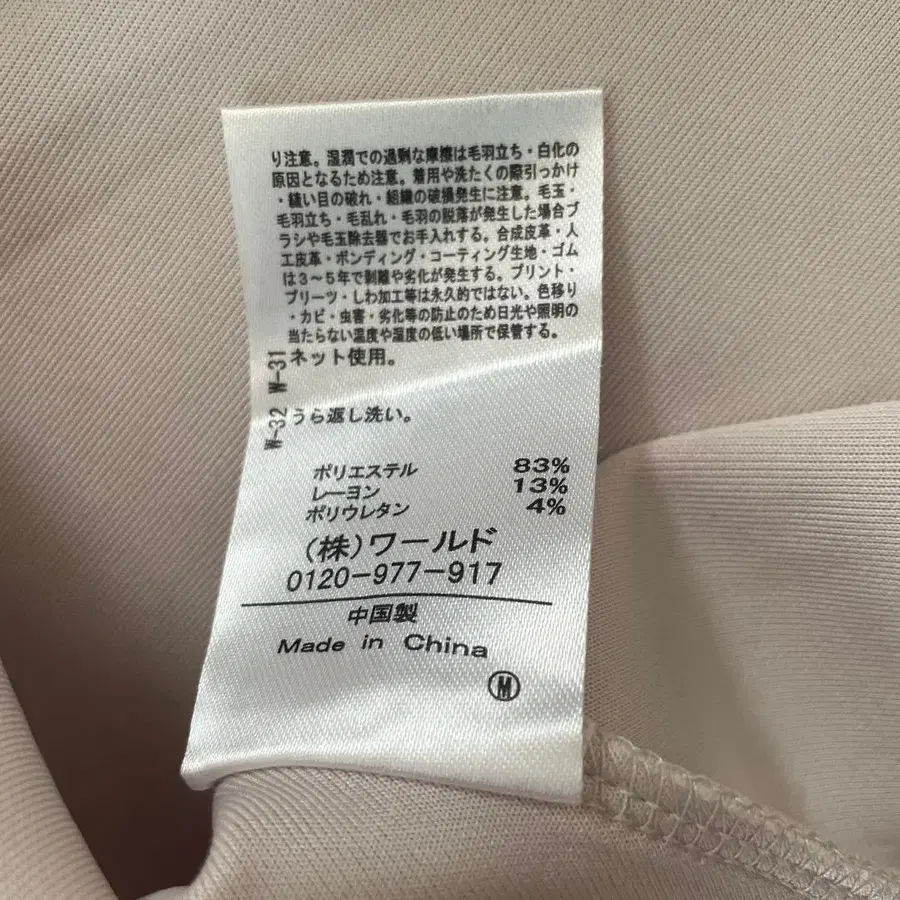 り注意。湿潤での過剰な摩擦は毛羽立ち・白化の
原因となるため注意。着用や洗たくの際引っかけ
・縫い目の破れ・組織の破損発生に注意。毛玉・
毛羽立ち・毛乱れ・毛羽の脱落が発生した場合ブ
ラシや毛玉除去器でお手入れする。合成皮革・人
工皮革・ボンディング・コーティング生地・ゴム
は3～5年で剥離や劣化が発生する。プリント・
プリーツ・しわ加工等は永久的ではない。色移り
・カビ・虫害・劣化等の防止のため日光や照明の
当たらない温度や湿度の低い場所で保管する。
W-31 ネット使用。
W-32 うら返し洗い。
ポリエステル 83%
レーヨン 13%
ポリウレタン 4%
(株)ワールド
0120-977-917
中国製
Made in China
M